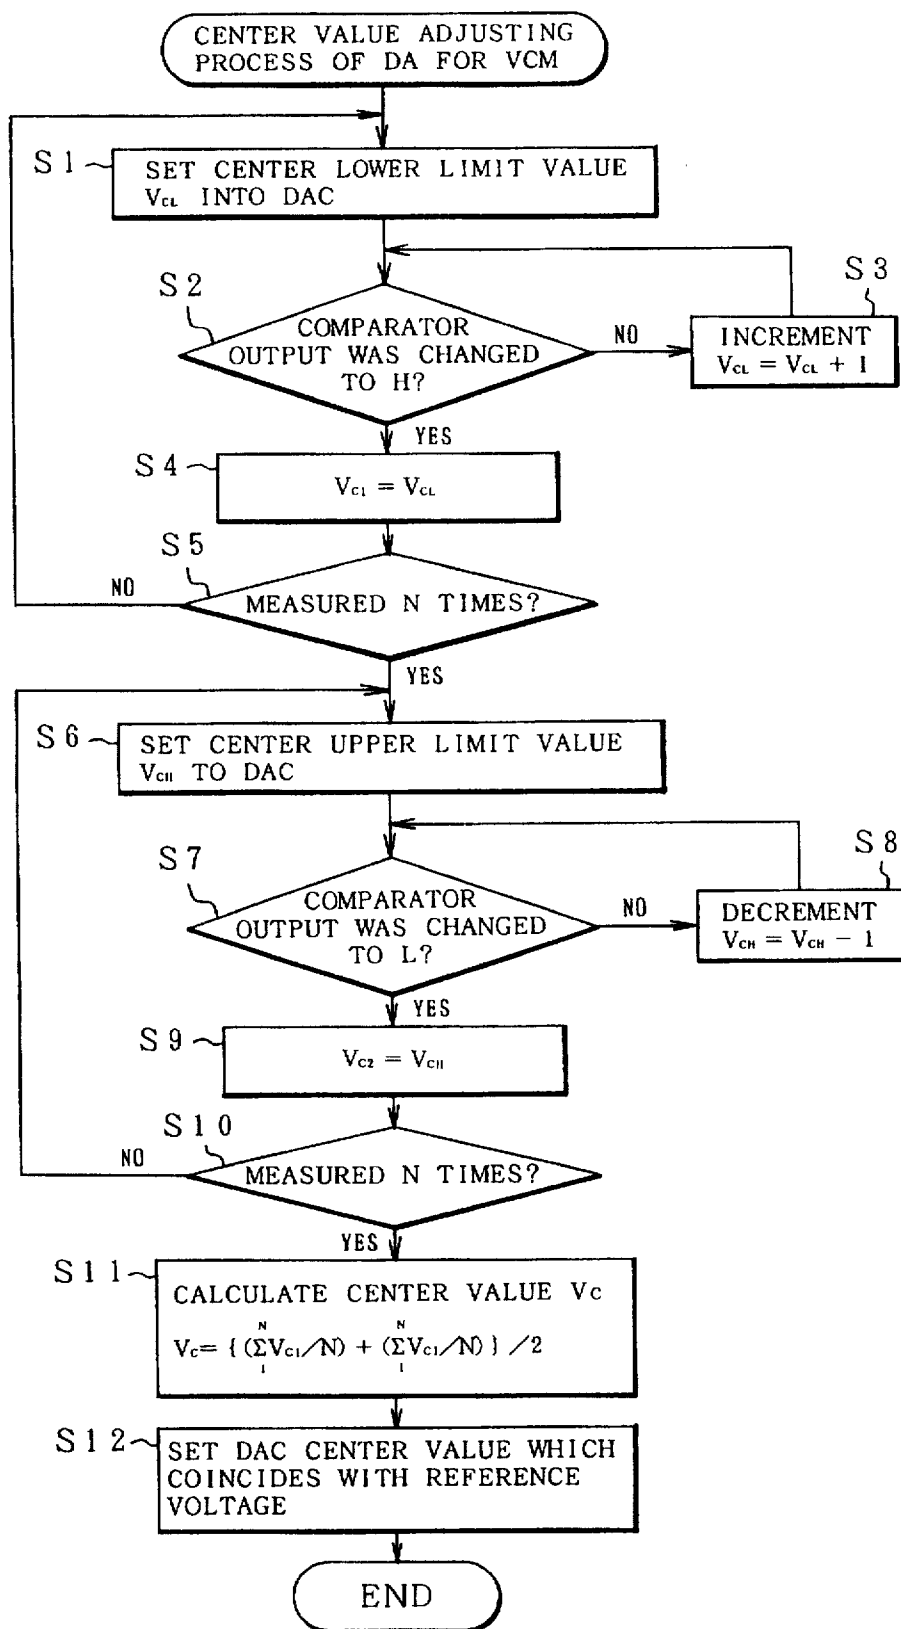 CENTER VALUE ADJUSTING
PROCESS OF DA FOR VCM
S1
SET CENTER LOWER LIMIT VALUE
VCL INTO DAC
S2
COMPARATOR
OUTPUT WAS CHANGED
TO H?
NO
S3
INCREMENT
VCL = VCL + 1
YES
S4
VC1 = VCL
S5
MEASURED N TIMES?
NO
YES
S6
SET CENTER UPPER LIMIT VALUE
VCH TO DAC
S7
COMPARATOR
OUTPUT WAS CHANGED
TO L?
NO
S8
DECREMENT
VCH = VCH − 1
YES
S9
VC2 = VCH
S10
MEASURED N TIMES?
NO
YES
S11
CALCULATE CENTER VALUE VC
N N
VC= { (ΣVC1/N) + (ΣVC1/N) } /2
1 1
S12
SET DAC CENTER VALUE WHICH
COINCIDES WITH REFERENCE
VOLTAGE
END